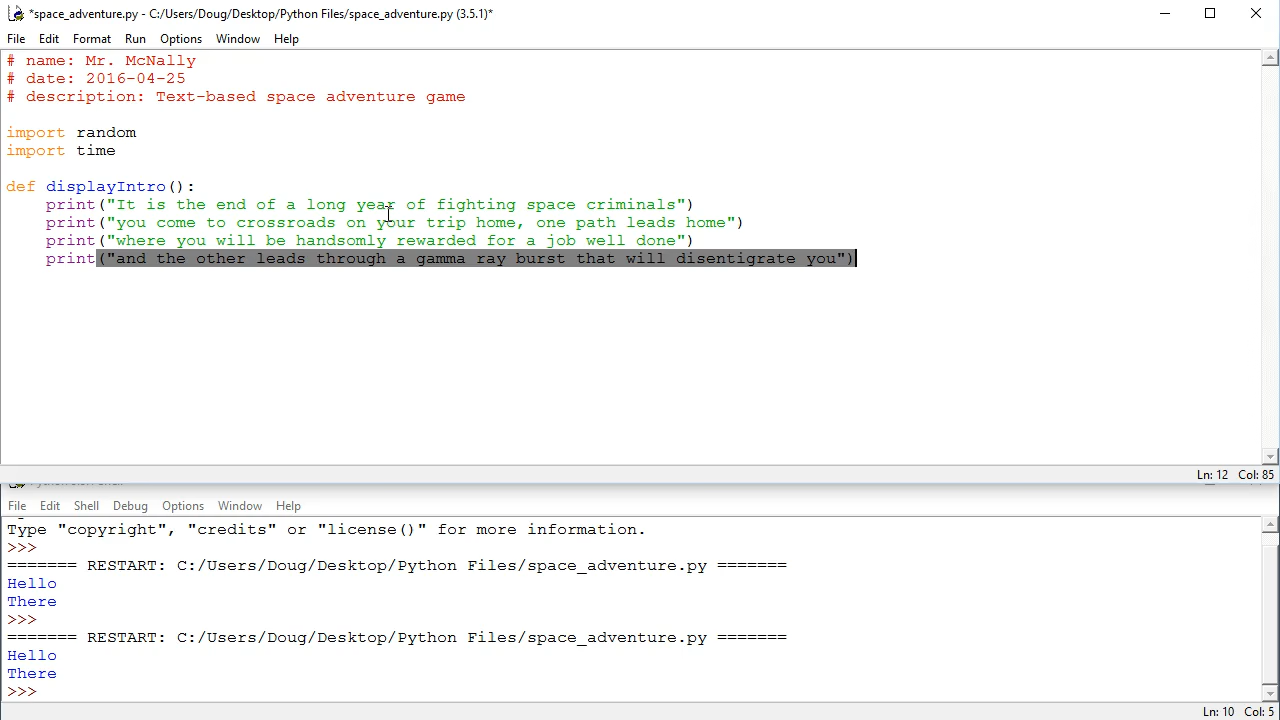 *space_adventure.py - C:/Users/Doug/Desktop/Python Files/space_adventure.py (3.5.1)*
File Edit Format Run Options Window Help
# name: Mr. McNally
# date: 2016-04-25
# description: Text-based space adventure game
import random
import time
def displayIntro():
    print("It is the end of a long year of fighting space criminals")
    print("you come to crossroads on your trip home, one path leads home")
    print("where you will be handsomly rewarded for a job well done")
    print("and the other leads through a gamma ray burst that will disentigrate you")
Ln: 12 Col: 85
File Edit Shell Debug Options Window Help
Type "copyright", "credits" or "license()" for more information.
>>>
======= RESTART: C:/Users/Doug/Desktop/Python Files/space_adventure.py =======
Hello
There
>>>
======= RESTART: C:/Users/Doug/Desktop/Python Files/space_adventure.py =======
Hello
There
>>>
Ln: 10 Col: 5